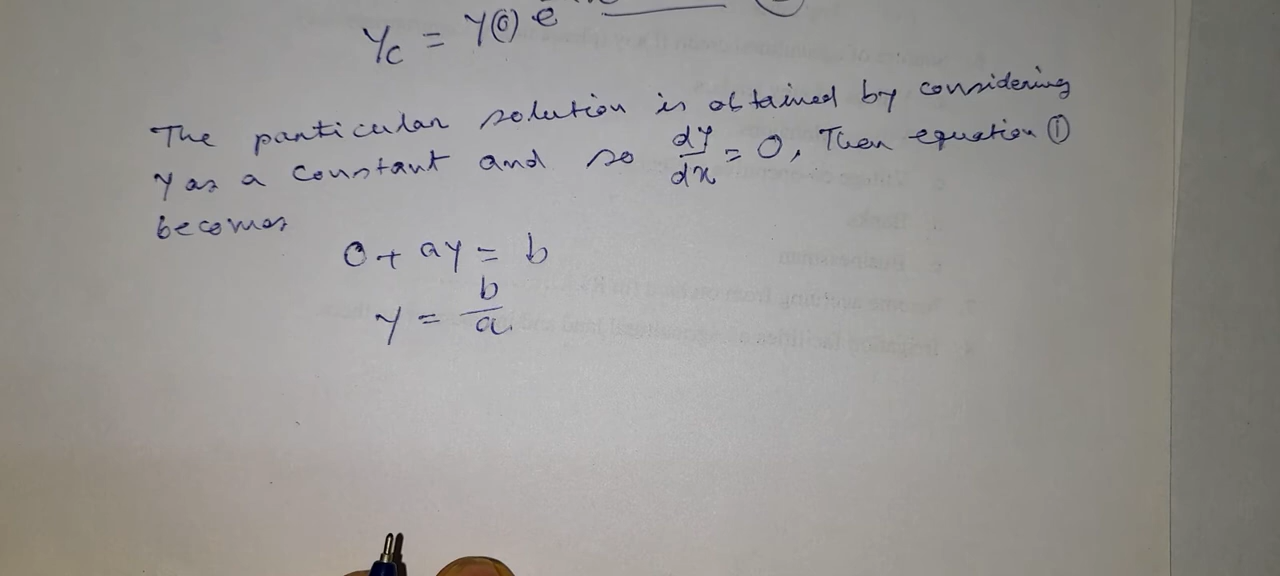 Yc = Y(0) e
The particular solution is obtained by considering
Y as a constant and so dy/dx = 0, Then equation ①
becomes
0 + ay = b
y = b/a